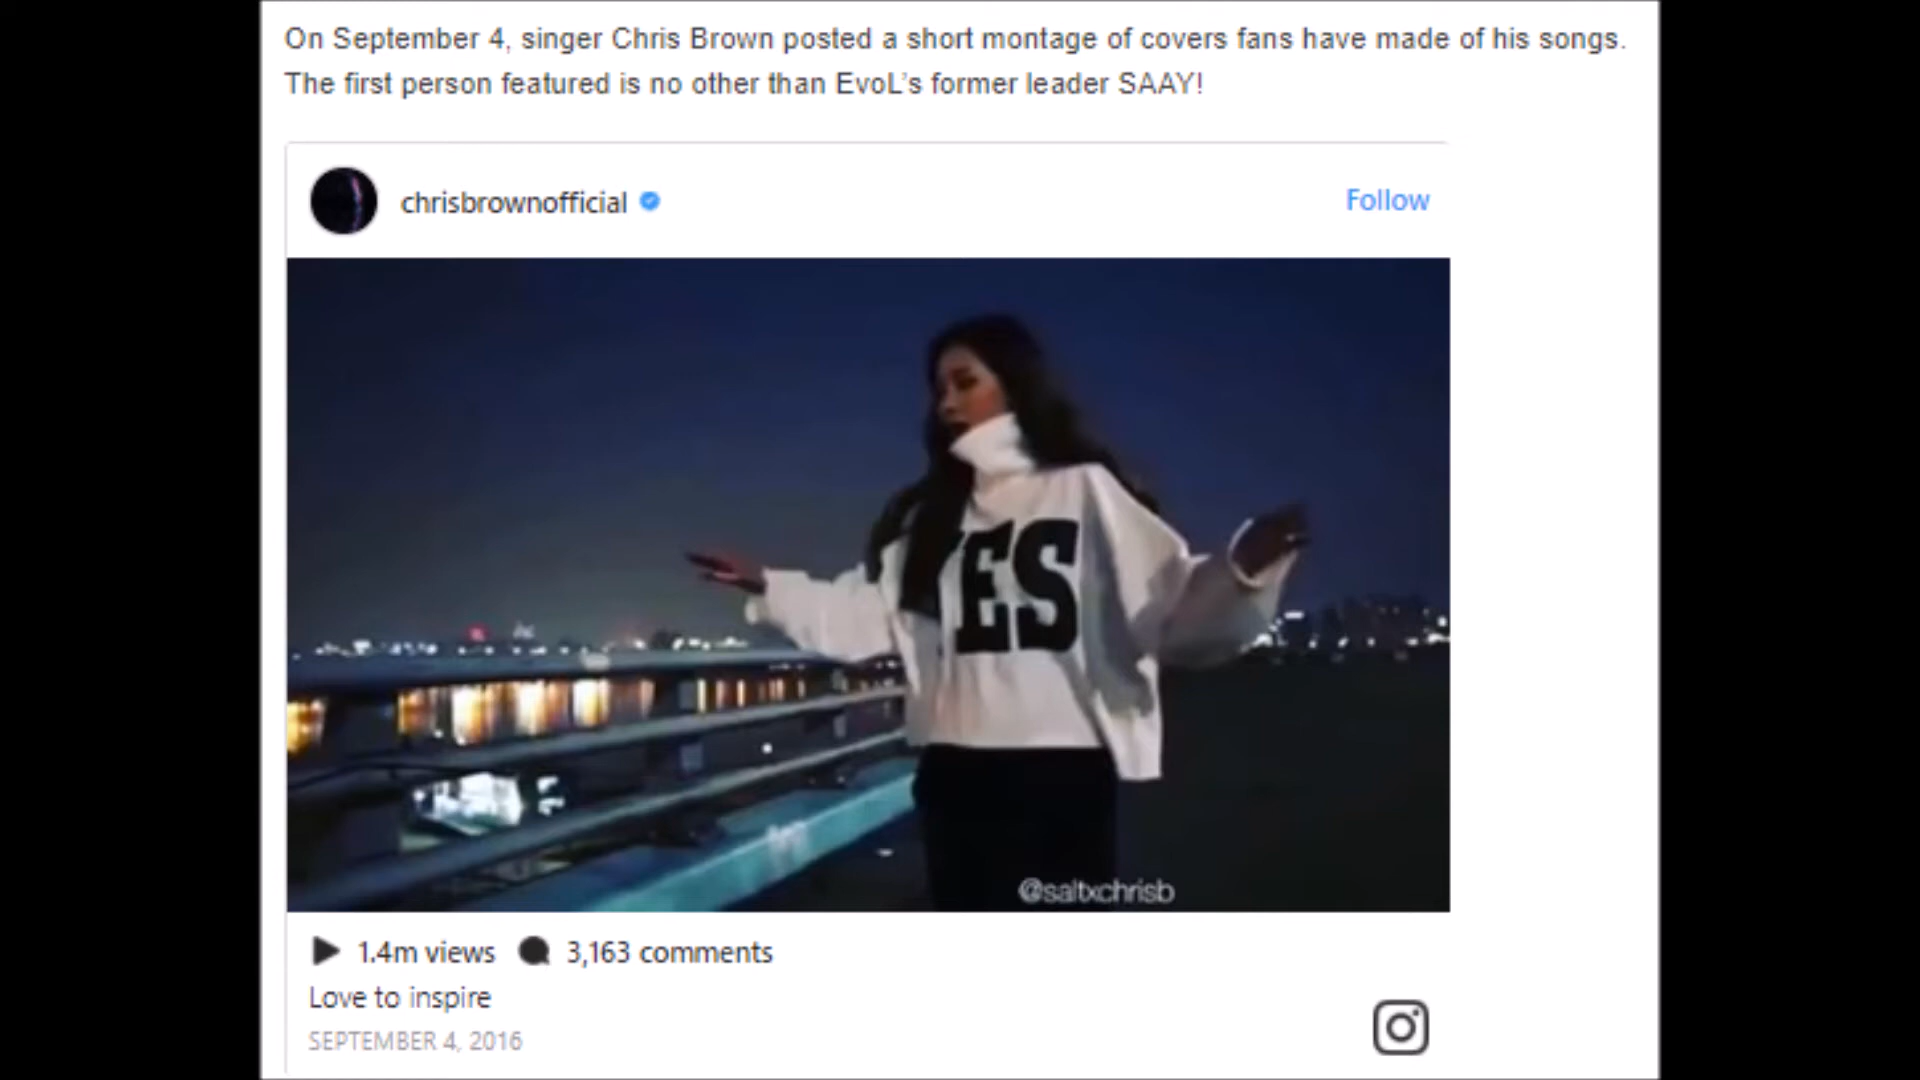 On September 4, singer Chris Brown posted a short montage of covers fans have made of his songs.
The first person featured is no other than EvoL’s former leader SAAY!
chrisbrownofficial
Follow
ES
@saltxchrisb
1.4m views 3,163 comments
Love to inspire
SEPTEMBER 4, 2016